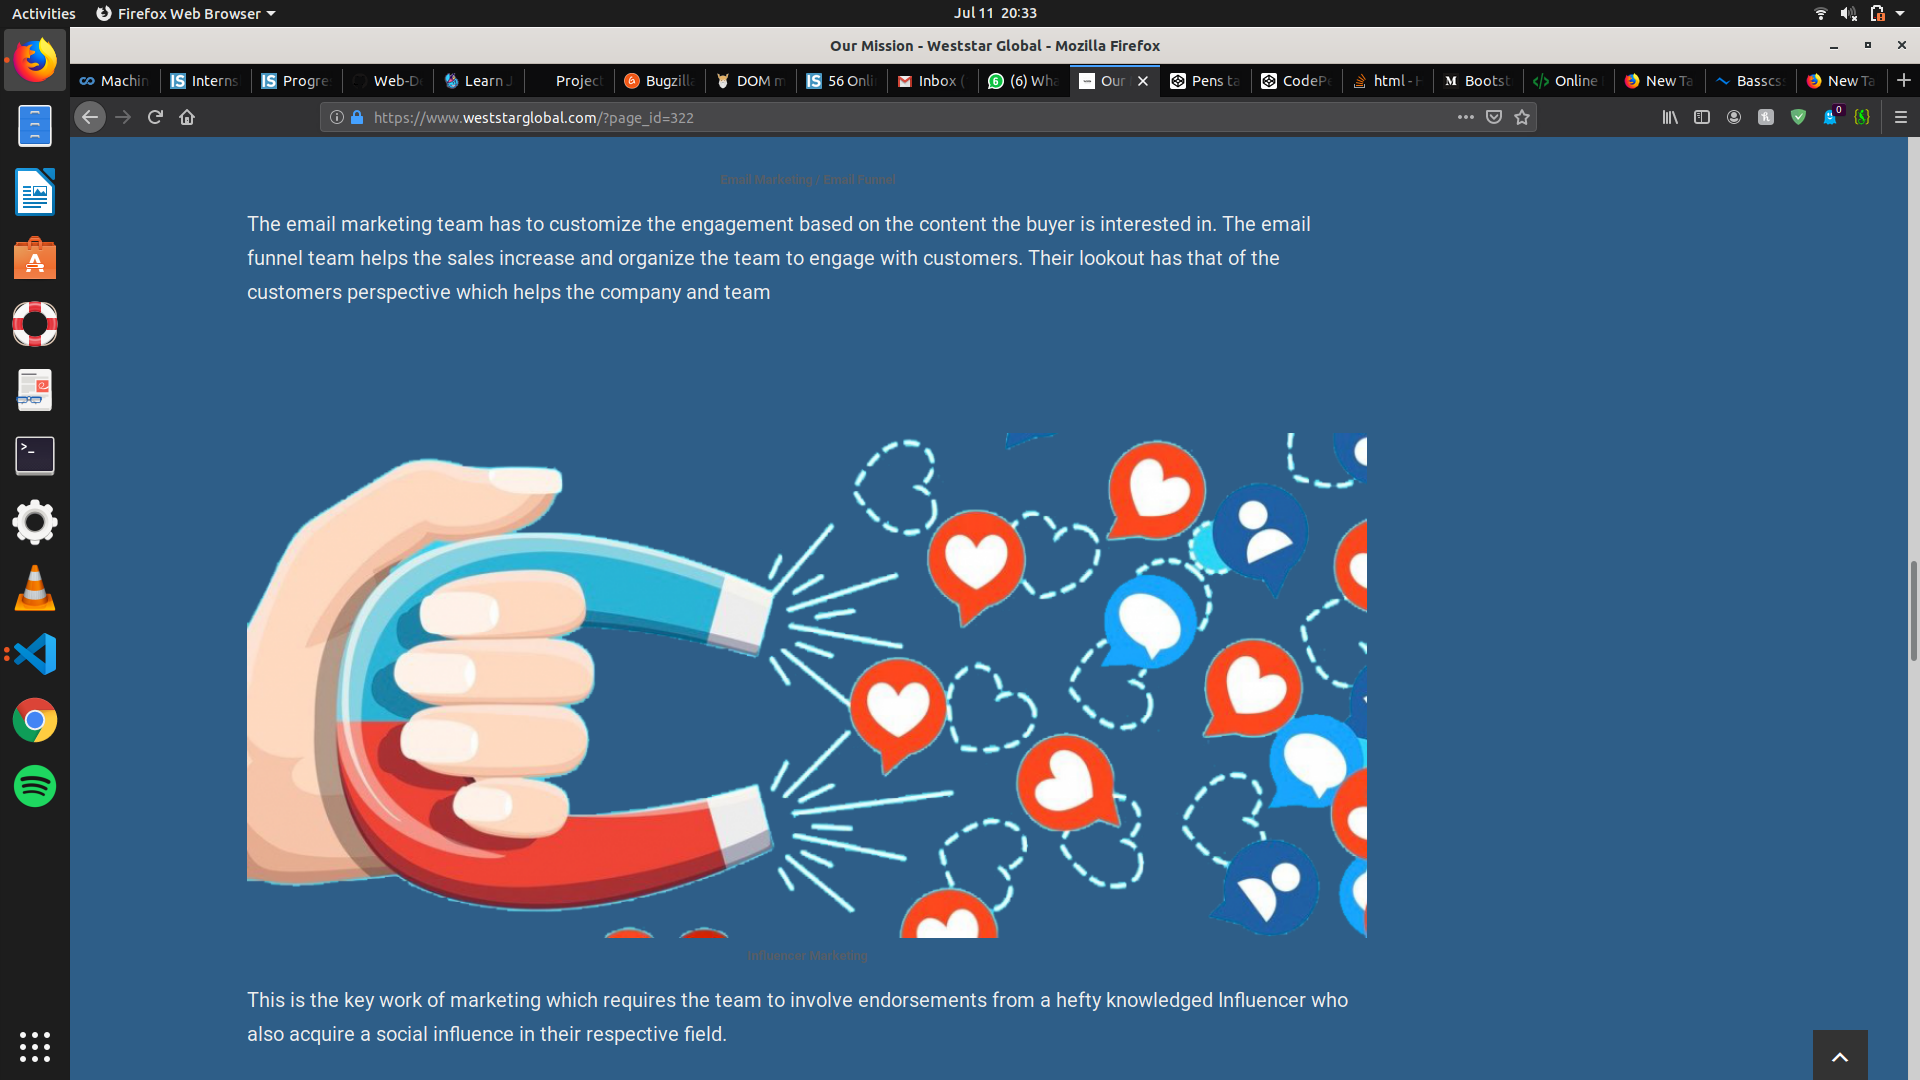 Activities
Firefox Web Browser
Jul 11 20:33
Our Mission - Weststar Global - Mozilla Firefox
Machin
Interns
Progre
Web-De
Learn J
Project
Bugzilla
DOM m
56 Onli
Inbox (
(6) Wha
Our
Pens ta
CodePe
html - H
Bootst
Online
New Ta
Basscs
New Ta
https://www.weststarglobal.com/?page_id=322
0
Email Marketing / Email Funnel
The email marketing team has to customize the engagement based on the content the buyer is interested in. The email
funnel team helps the sales increase and organize the team to engage with customers. Their lookout has that of the
customers perspective which helps the company and team
Influencer Marketing
This is the key work of marketing which requires the team to involve endorsements from a hefty knowledged Influencer who
also acquire a social influence in their respective field.